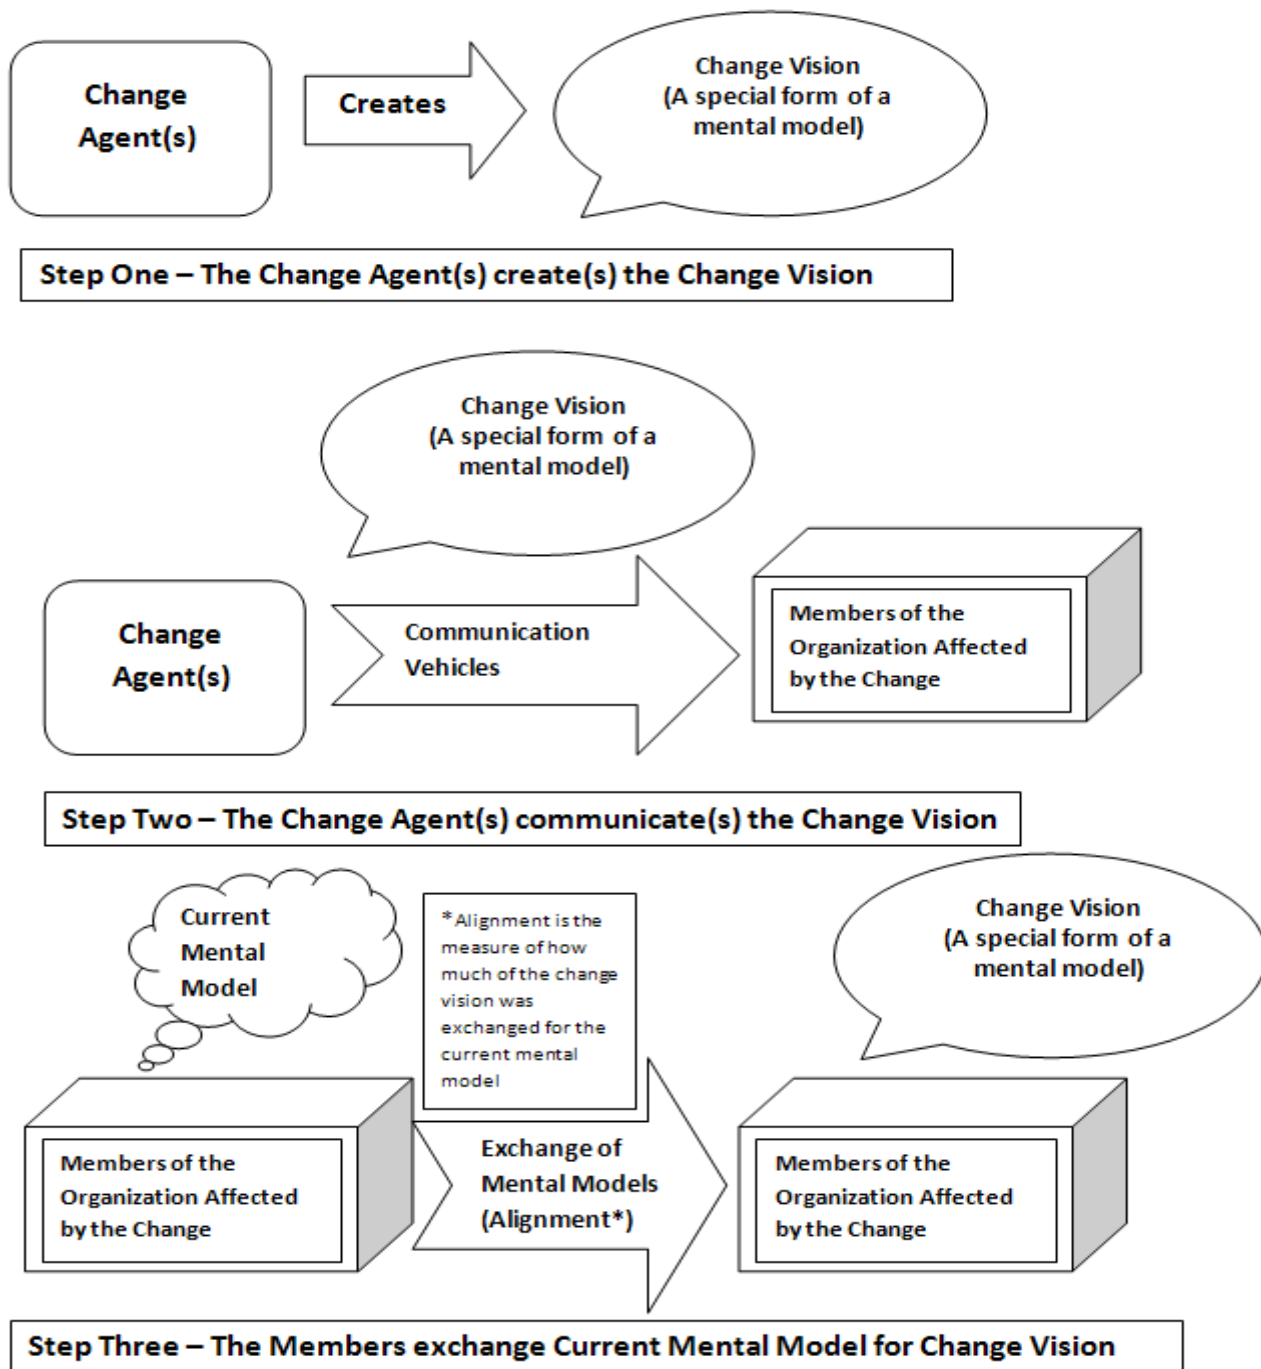 Change
Agent(s)
Creates
Change Vision
(A special form of a
mental model)
Step One – The Change Agent(s) create(s) the Change Vision
Change Vision
(A special form of a
mental model)
Change
Agent(s)
Communication
Vehicles
Members of the
Organization Affected
by the Change
Step Two – The Change Agent(s) communicate(s) the Change Vision
Current
Mental
Model
*Alignment is the
measure of how
much of the change
vision was
exchanged for the
current mental
model
Change Vision
(A special form of a
mental model)
Members of the
Organization Affected
by the Change
Exchange of
Mental Models
(Alignment*)
Members of the
Organization Affected
by the Change
Step Three – The Members exchange Current Mental Model for Change Vision